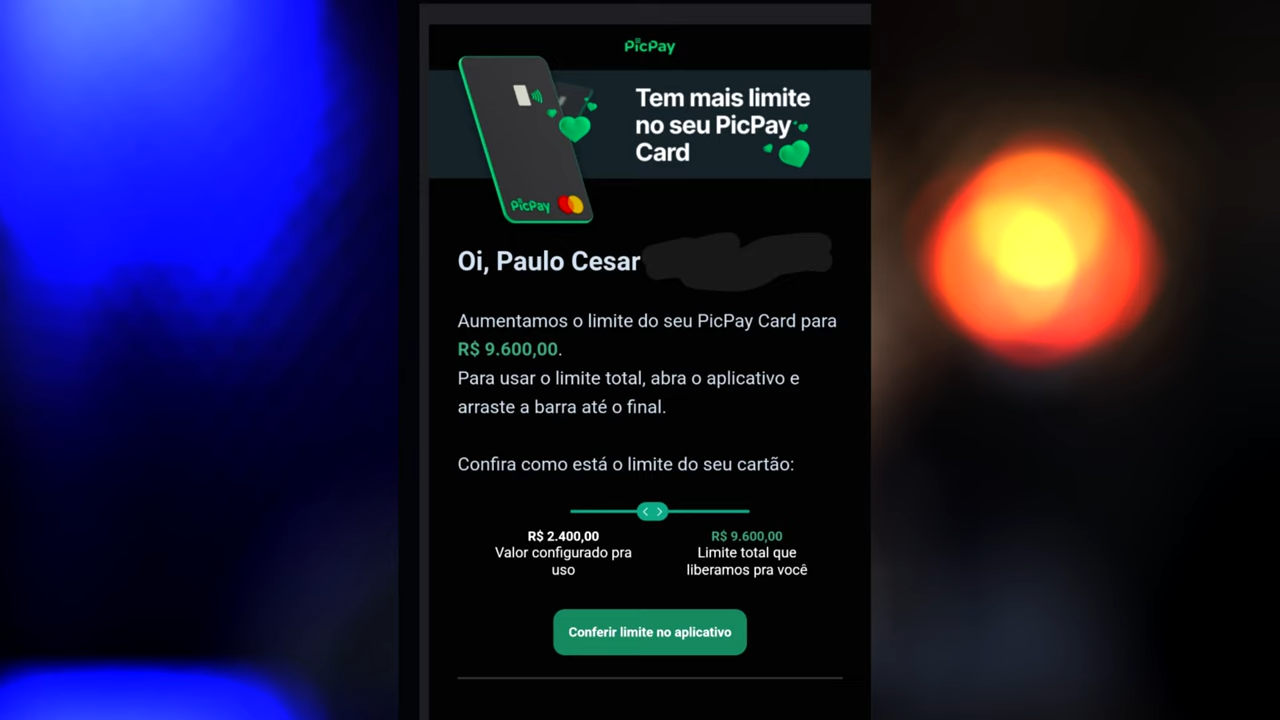 PicPay
Tem mais limite
no seu PicPay
Card
PicPay
Oi, Paulo Cesar
Aumentamos o limite do seu PicPay Card para
R$ 9.600,00.
Para usar o limite total, abra o aplicativo e
arraste a barra até o final.
Confira como está o limite do seu cartão:
R$ 2.400,00
Valor configurado pra
uso
R$ 9.600,00
Limite total que
liberamos pra você
Conferir limite no aplicativo